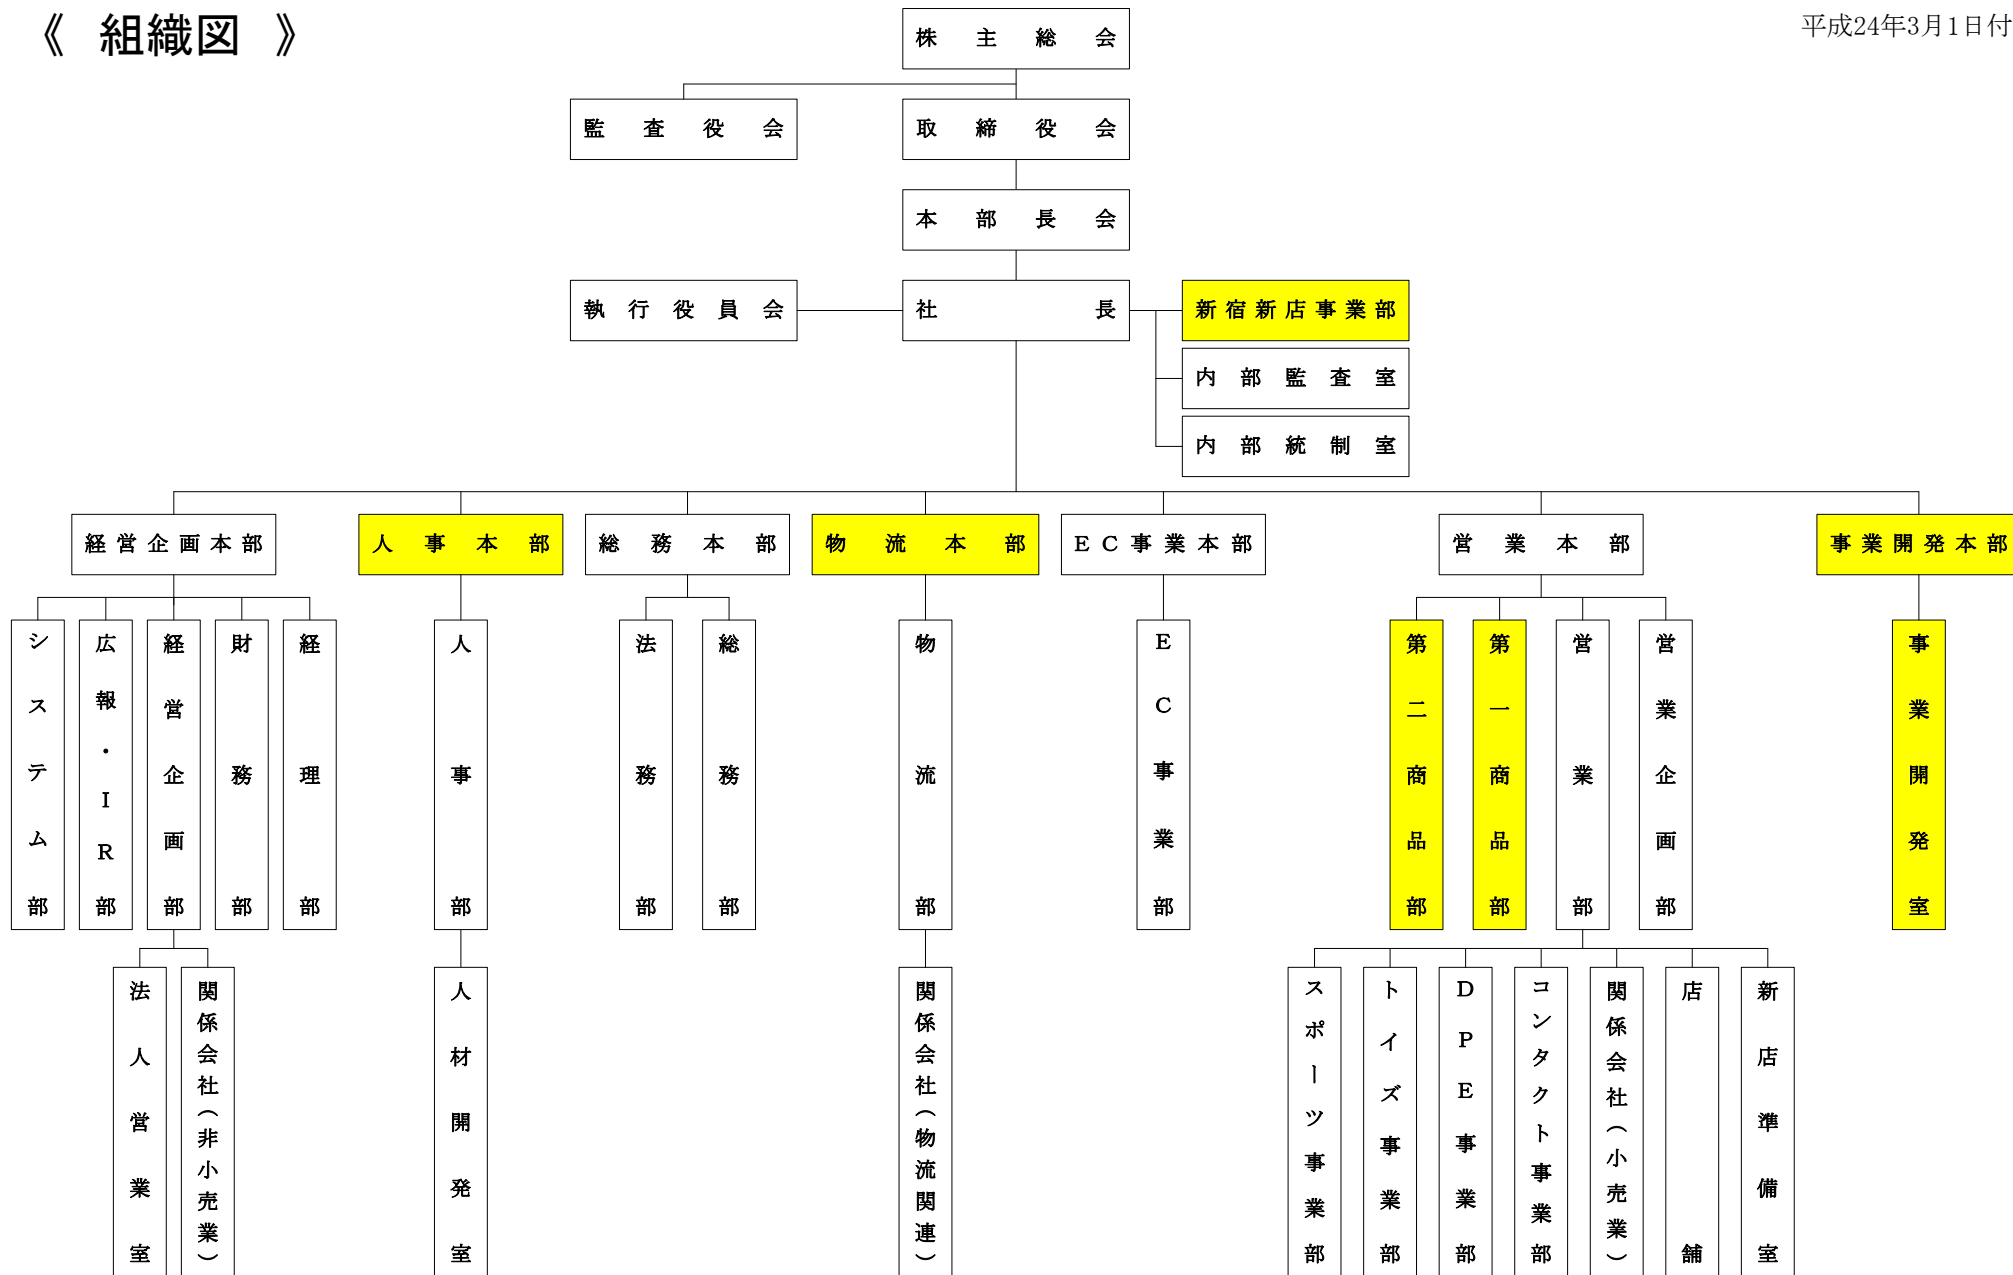 《 組織図 》
平成24年3月1日付
株主総会
監査役会
取締役会
本部長会
執行役員会
社長
新宿新店事業部
内部監査室
内部統制室
経営企画本部
人事本部
総務本部
物流本部
EC事業本部
営業本部
事業開発本部
システム部
広報・IR部
経営企画部
財務部
経理部
人事部
法務部
総務部
物流部
EC事業部
第二商品部
第一商品部
営業部
営業企画部
事業開発室
法人営業室
関係会社(非小売業)
人材開発室
関係会社(物流関連)
スポーツ事業部
トイズ事業部
DPE事業部
コンタクト事業部
関係会社(小売業)
店舗
新店準備室